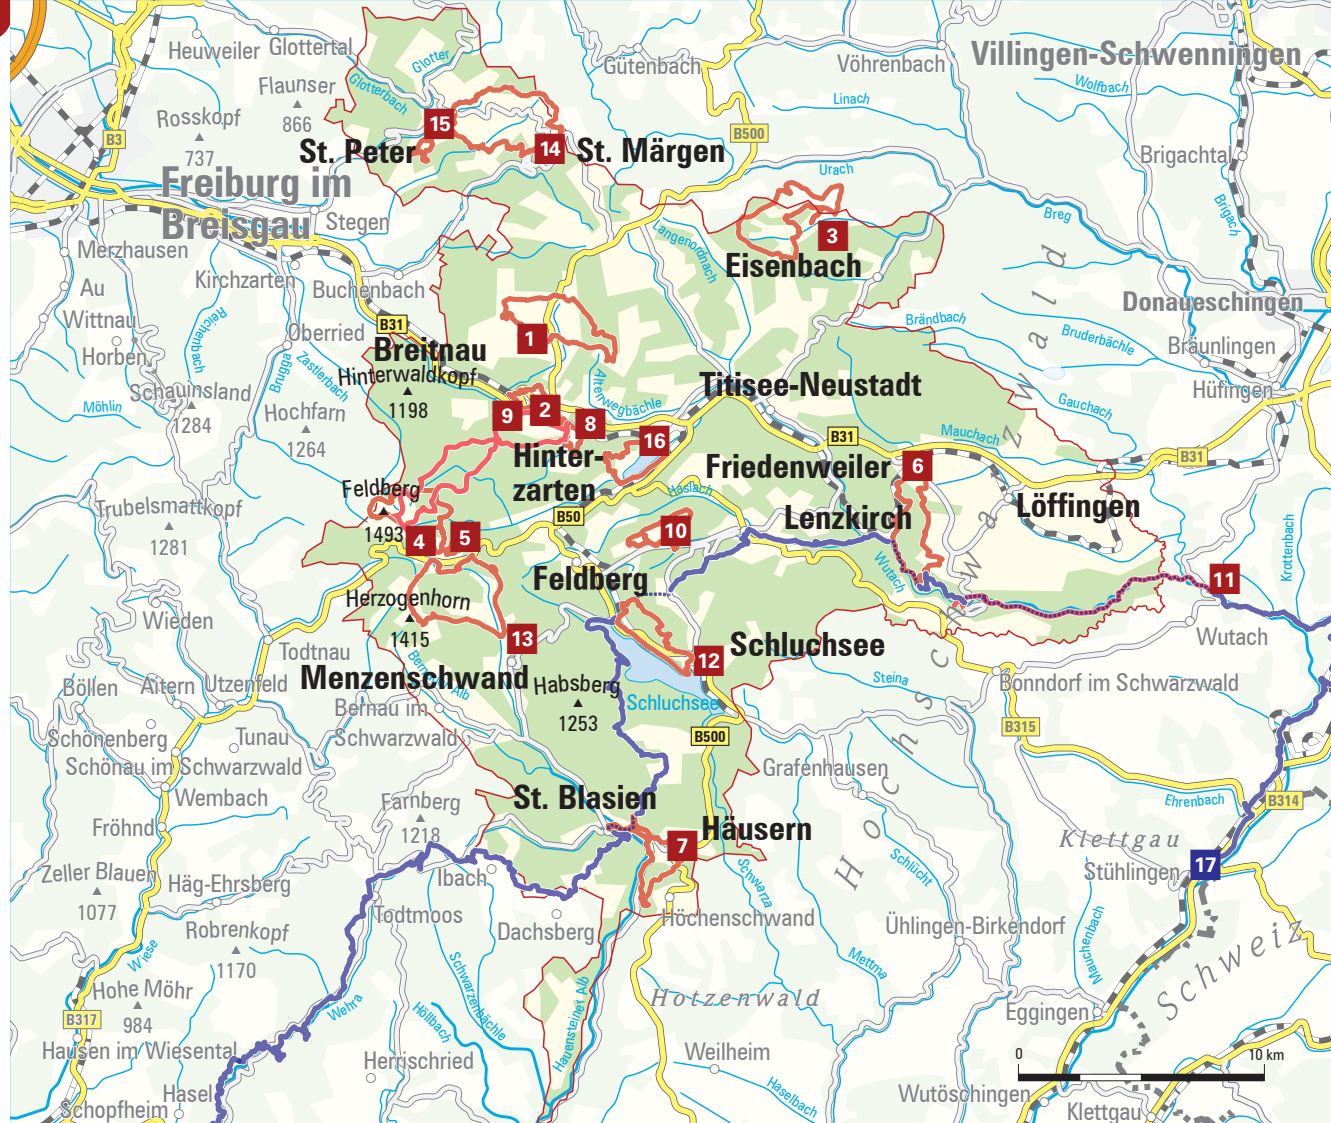 Heuweiler
Glottertal
Glotter
Glotterbach
Gütenbach
Vöhrenbach
Villingen-Schwenningen
Wolfbach
Flaunser
866
Rosskopf
737
B3
15
St. Peter
14
St. Märgen
B500
Linach
Brigachtal
Urach
Breg
Brigach
Freiburg im
Breisgau
Stegen
Merzhausen
Kirchzarten
Buchenbach
Langenordnach
3
Eisenbach
Donaueschingen
Au
Wittnau
Horben
Reichenbach
Oberried
B31
Brändbach
Bruderbächle
Bräunlingen
Hüfingen
1
Breitnau
Hinterwaldkopf
1198
Brugga
Zastlerbach
Schauinsland
1284
Möhlin
Hochfarn
1264
Altenwegbächle
Titisee-Neustadt
Gauchach
Mauchach
9
2
8
16
B31
B31
Hinter-
zarten
Friedenweiler
6
Löffingen
Feldberg
1493
Haslach
B50
10
Lenzkirch
Trubelsmattkopf
1281
4
5
Feldberg
Wutach
Krottenbach
11
Wutach
Herzogenhorn
1415
13
Wieden
Todtnau
12
Schluchsee
Menzenschwand
Bernauer Alb
Habsberg
1253
Schluchsee
Steina
Bonndorf im Schwarzwald
Böllen
Aitern
Utzenfeld
Bernau im
Schwarzwald
Schönenberg
Tunau
Schönau im Schwarzwald
Wembach
B500
B315
Hochschwarzwald
Grafenhausen
Ehrenbach
B314
Farnberg
1218
St. Blasien
Häusern
7
Fröhnd
Klettgau
Stühlingen
17
Zeller Blauen
1077
Häg-Ehrsberg
Ibach
Schwarza
Schlücht
Todtmoos
Dachsberg
Höchenschwand
Ühlingen-Birkendorf
Robrenkopf
1170
Wiese
Schwarzenbächle
Mettma
Mauchenbach
Schweiz
Hohe Möhr
984
Wehra
Höllbach
Hauensteiner Alb
Hotzenwald
Eggingen
B317
Hausen im Wiesental
Herrischried
Weilheim
Haselbach
0
10 km
Hasel
Schopfheim
Wutöschingen
Klettgau